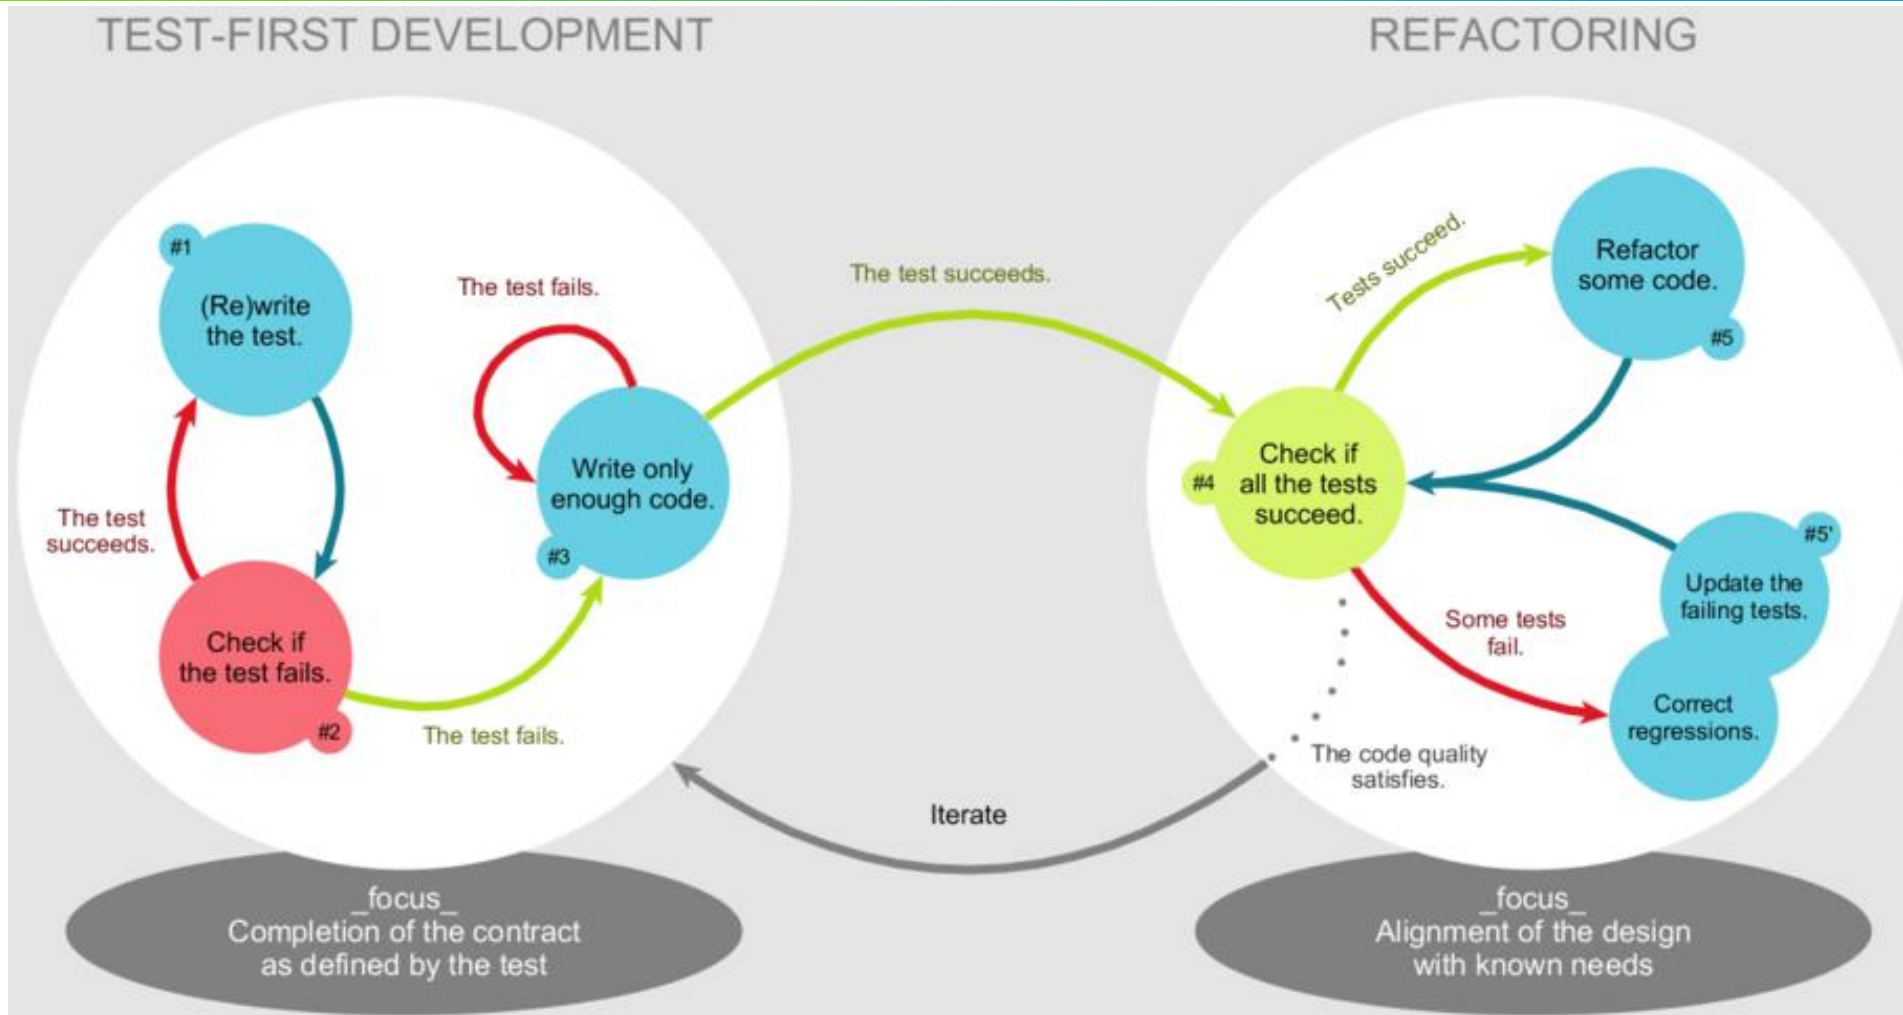 TEST-FIRST DEVELOPMENT
REFACTORING
#1
(Re)write
the test.
The test
succeeds.
Check if
the test fails.
#2
The test fails.
The test fails.
Write only
enough code.
#3
The test succeeds.
Tests succeed.
Refactor
some code.
#5
Check if
all the tests
succeed.
#4
#5'
Update the
failing tests.
Some tests
fail.
Correct
regressions.
The code quality
satisfies.
Iterate
_focus_
Completion of the contract
as defined by the test
_focus_
Alignment of the design
with known needs